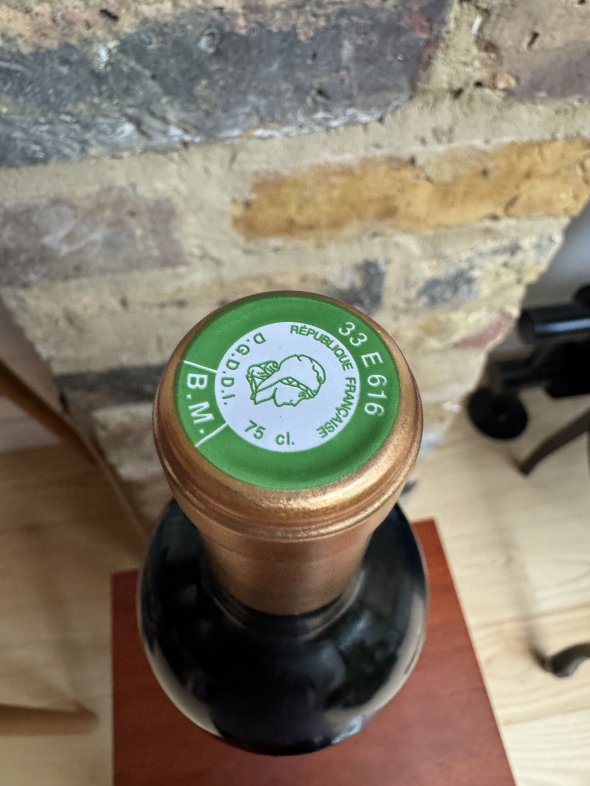 33 E 616
RÉPUBLIQUE FRANÇAISE
D.G.D.D.I.
75 cl.
B.M.